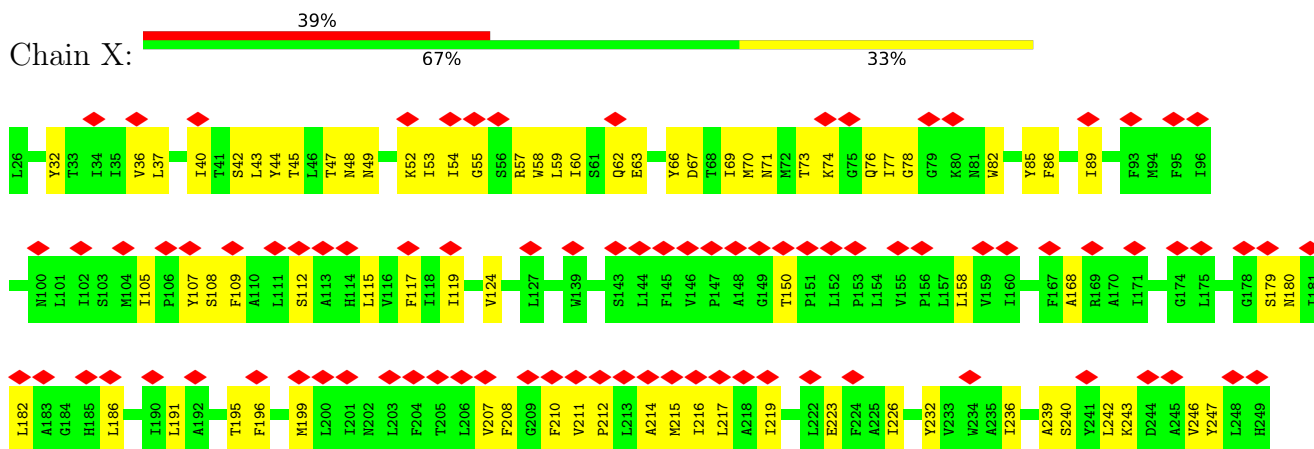 39%
Chain X:
67% 33%
L26 Y32 T33 I34 I35 V36 L37 I40 T41 S42 L43 Y44 T45 L46 T47 N48 N49 K52 I53 I54 G55 S56 R57 W58 L59 I60 S61 Q62 E63 Y66 D67 T68 I69 M70 N71 M72 T73 K74 G75 Q76 I77 G78 G79 K80 N81 W82 Y85 F86 I89 F93 M94 F95 I96
N100 L101 I102 S103 M104 I105 P106 Y107 S108 F109 A110 L111 S112 A113 H114 L115 V116 F117 I118 I119 V124 L127 W139 S143 L144 F145 V146 P147 A148 G149 T150 P151 L152 P153 L154 V155 P156 L157 L158 V159 I160 F167 A168 R169 A170 I171 G174 L175 G178 S179 N180 I181
L182 A183 G184 H185 L186 I190 L191 A192 T195 F196 M199 L200 I201 N202 L203 F204 T205 L206 V207 F208 G209 F210 V211 P212 L213 A214 M215 I216 L217 A218 I219 L222 E223 F224 A225 I226 Y232 V233 W234 A235 I236 A239 S240 Y241 L242 K243 D244 A245 V246 Y247 L248 H249